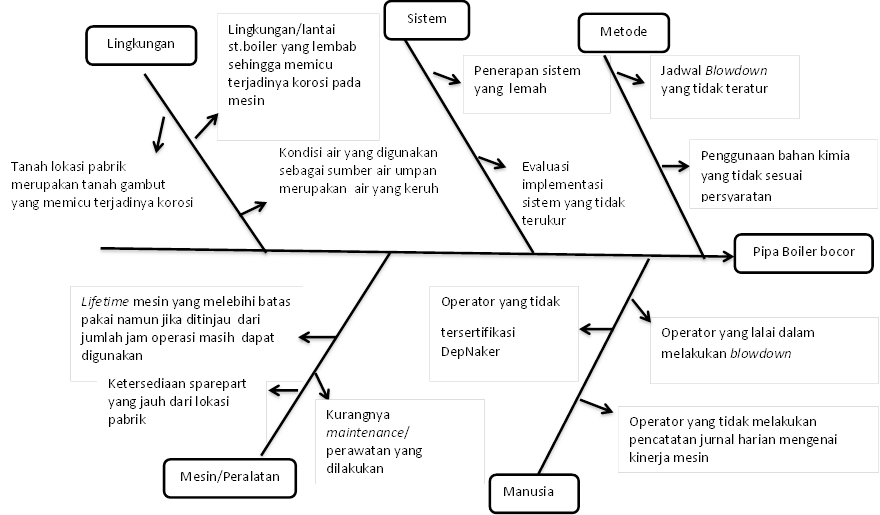 Lingkungan
Lingkungan/lantai
st.boiler yang lembab
sehingga memicu
terjadinya korosi pada
mesin
Sistem
Metode
Penerapan sistem
yang lemah
Jadwal Blowdown
yang tidak teratur
Tanah lokasi pabrik
merupakan tanah gambut
yang memicu terjadinya korosi
Kondisi air yang digunakan
sebagai sumber air umpan
merupakan air yang keruh
Evaluasi
implementasi
sistem yang tidak
terukur
Penggunaan bahan kimia
yang tidak sesuai
persyaratan
Pipa Boiler bocor
Lifetime mesin yang melebihi batas
pakai namun jika ditinjau dari
jumlah jam operasi masih dapat
digunakan
Ketersediaan sparepart
yang jauh dari lokasi
pabrik
Kurangnya
maintenance/
perawatan yang
dilakukan
Mesin/Peralatan
Operator yang tidak
tersertifikasi
DepNaker
Operator yang lalai dalam
melakukan blowdown
Operator yang tidak melakukan
pencatatan jurnal harian mengenai
kinerja mesin
Manusia